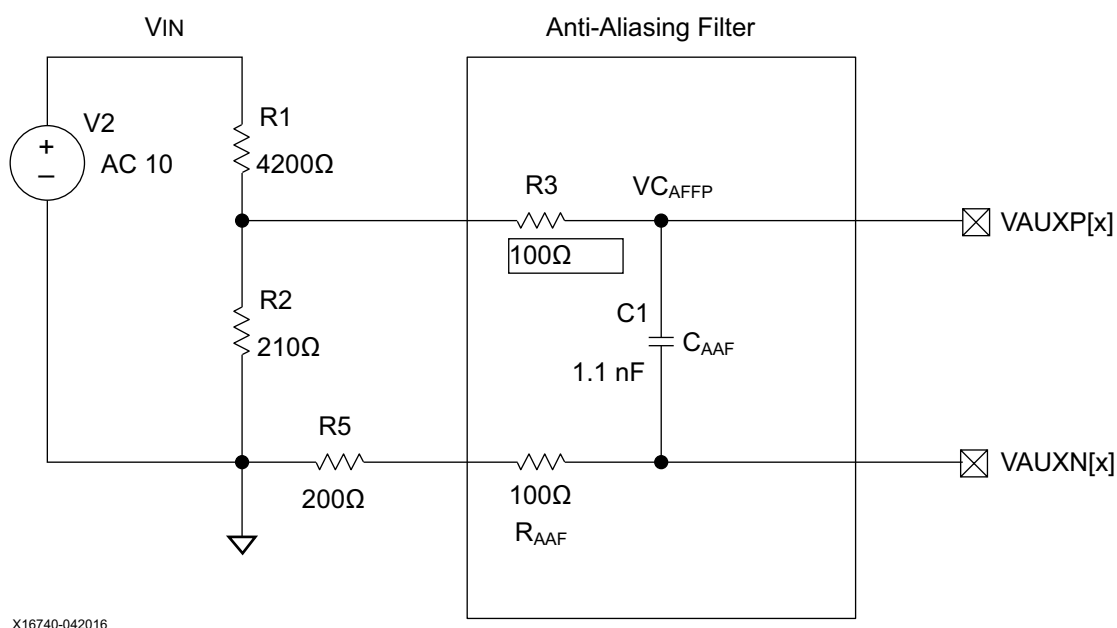 VIN
Anti-Aliasing Filter
V2
+
–
AC 10
R1
4200Ω
R3
100Ω
VCAFFP
VAUXP[x]
R2
210Ω
C1
CAAF
1.1 nF
R5
200Ω
100Ω
RAAF
VAUXN[x]
X16740-042016